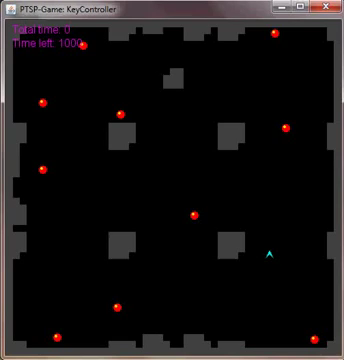 PTSP-Game: KeyController
Total time: 0
Time left: 1000